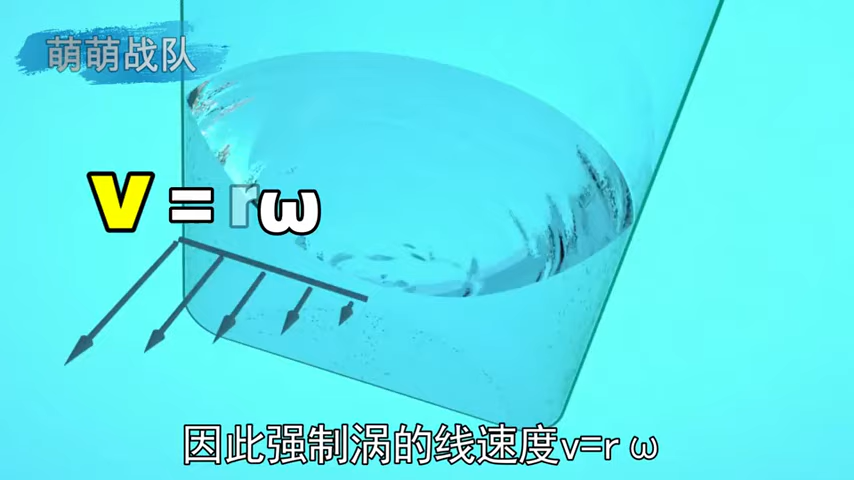 萌萌战队
v = rω
因此强制涡的线速度v=r ω